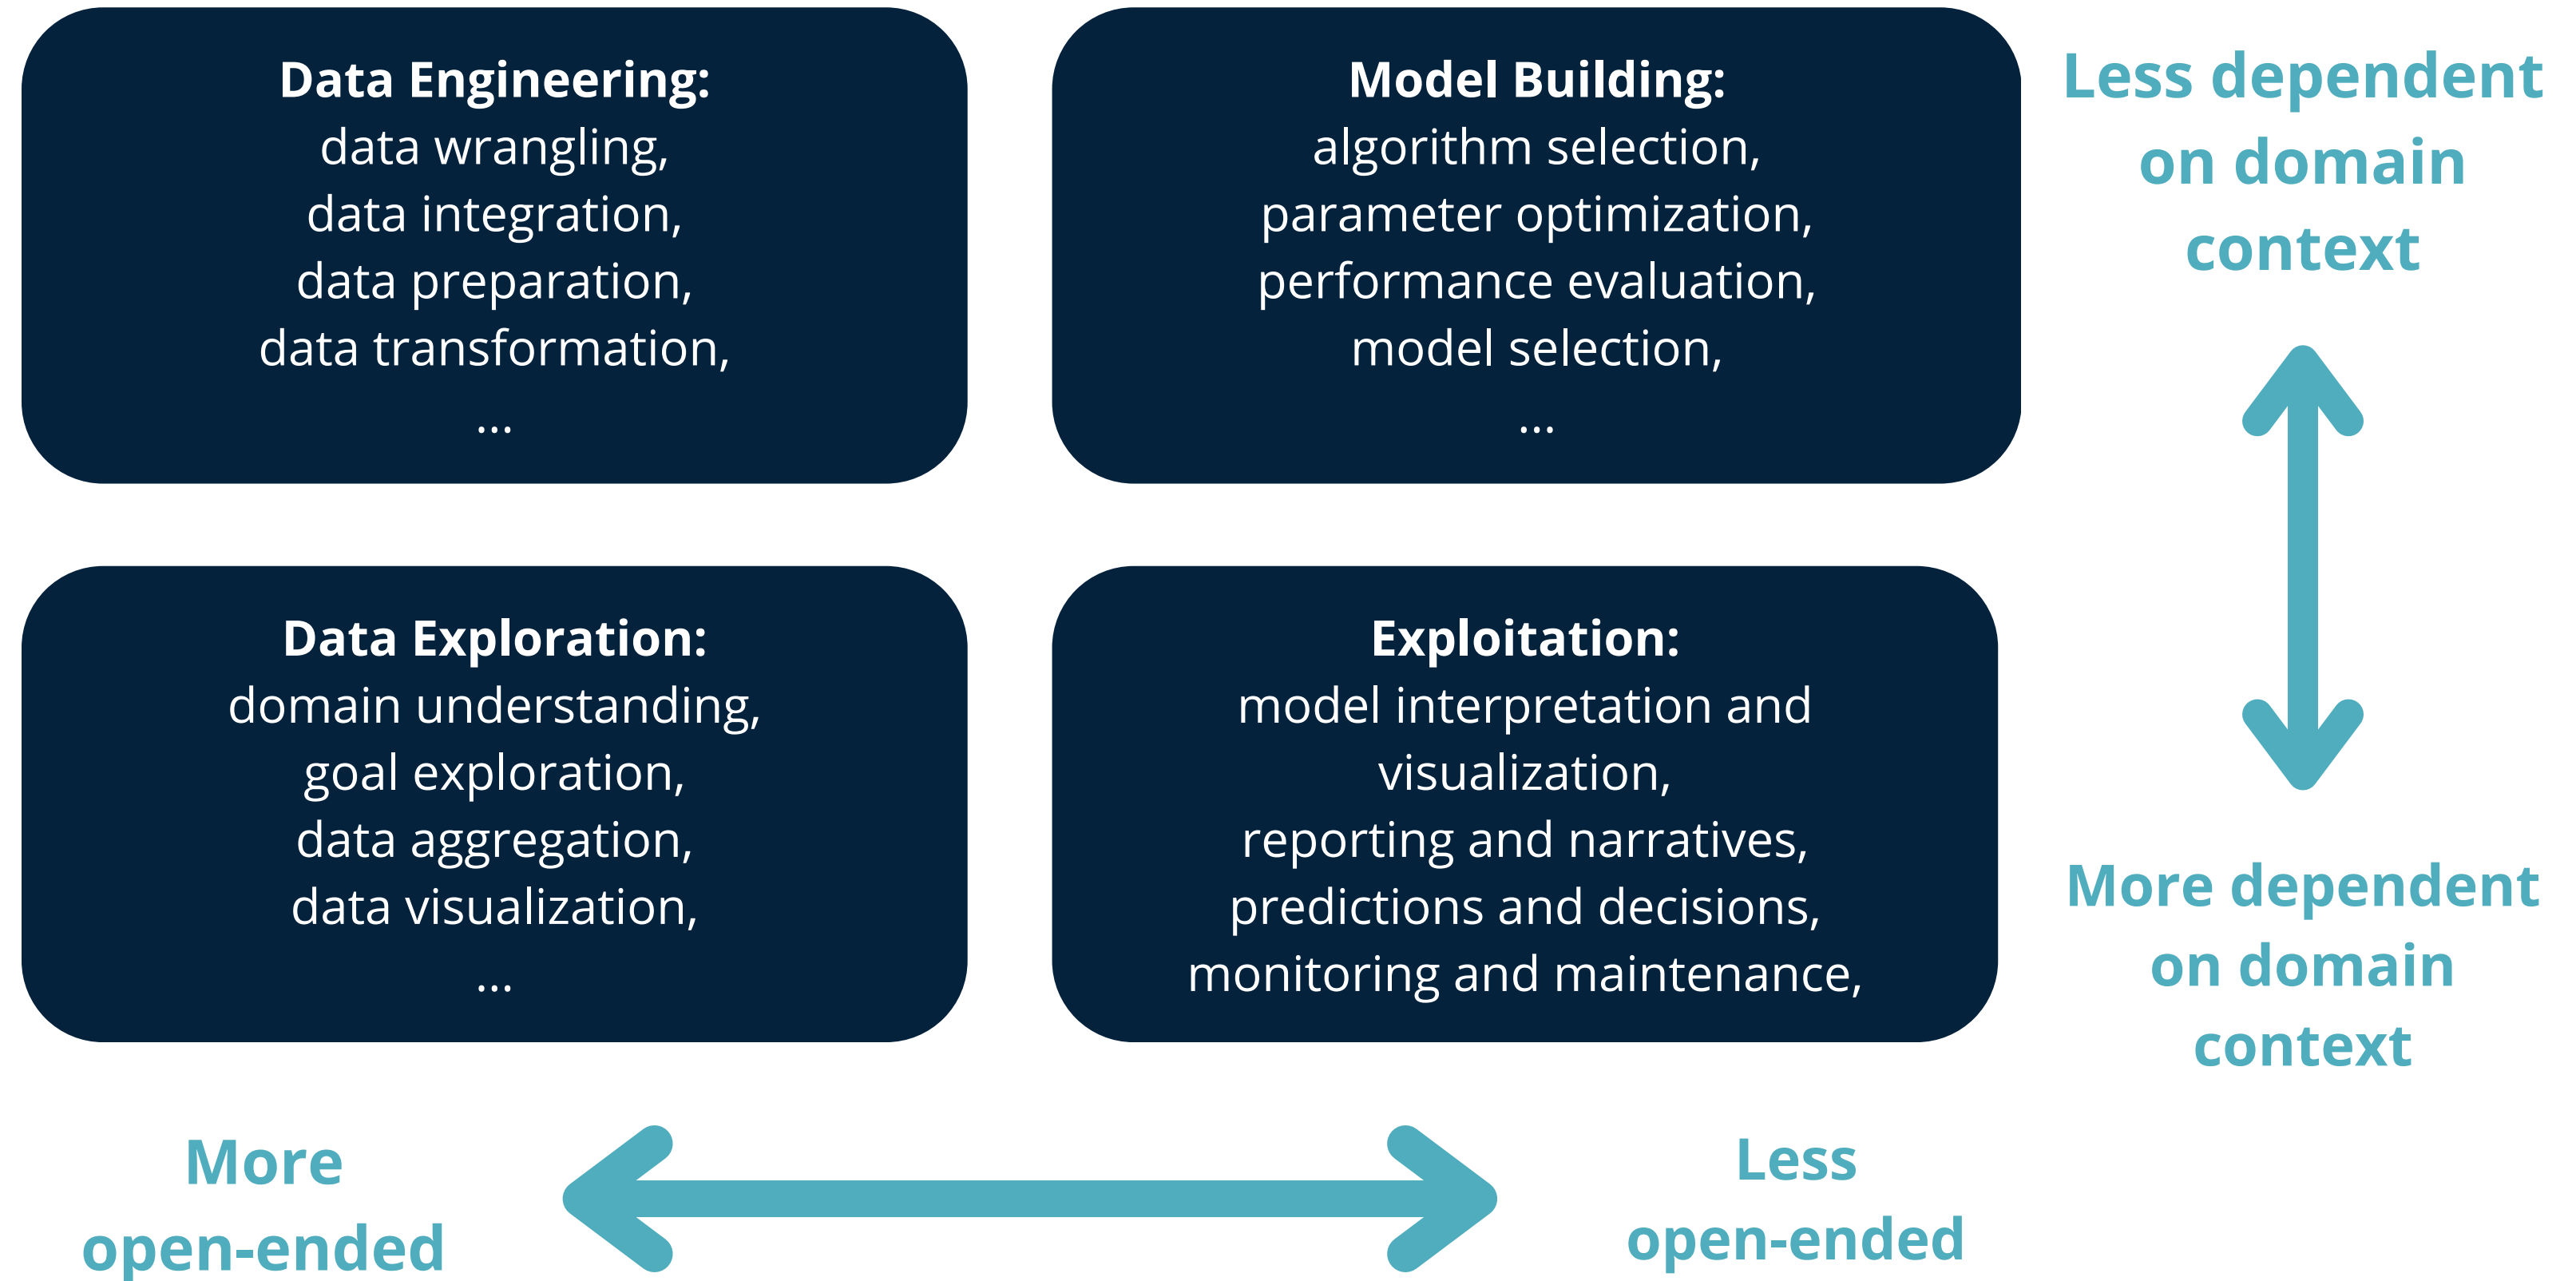 Data Engineering:
data wrangling,
data integration,
data preparation,
data transformation,
...
Model Building:
algorithm selection,
parameter optimization,
performance evaluation,
model selection,
...
Less dependent
on domain
context
Data Exploration:
domain understanding,
goal exploration,
data aggregation,
data visualization,
...
Exploitation:
model interpretation and
visualization,
reporting and narratives,
predictions and decisions,
monitoring and maintenance,
More dependent
on domain
context
More
open-ended
Less
open-ended